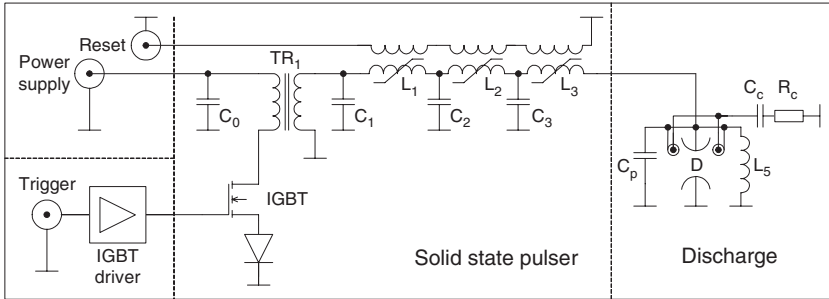 Reset
Power
supply
TR1
L1
L2
L3
C0
C1
C2
C3
Cc
Rc
Cp
D
L5
Trigger
IGBT
IGBT
driver
Solid state pulser
Discharge